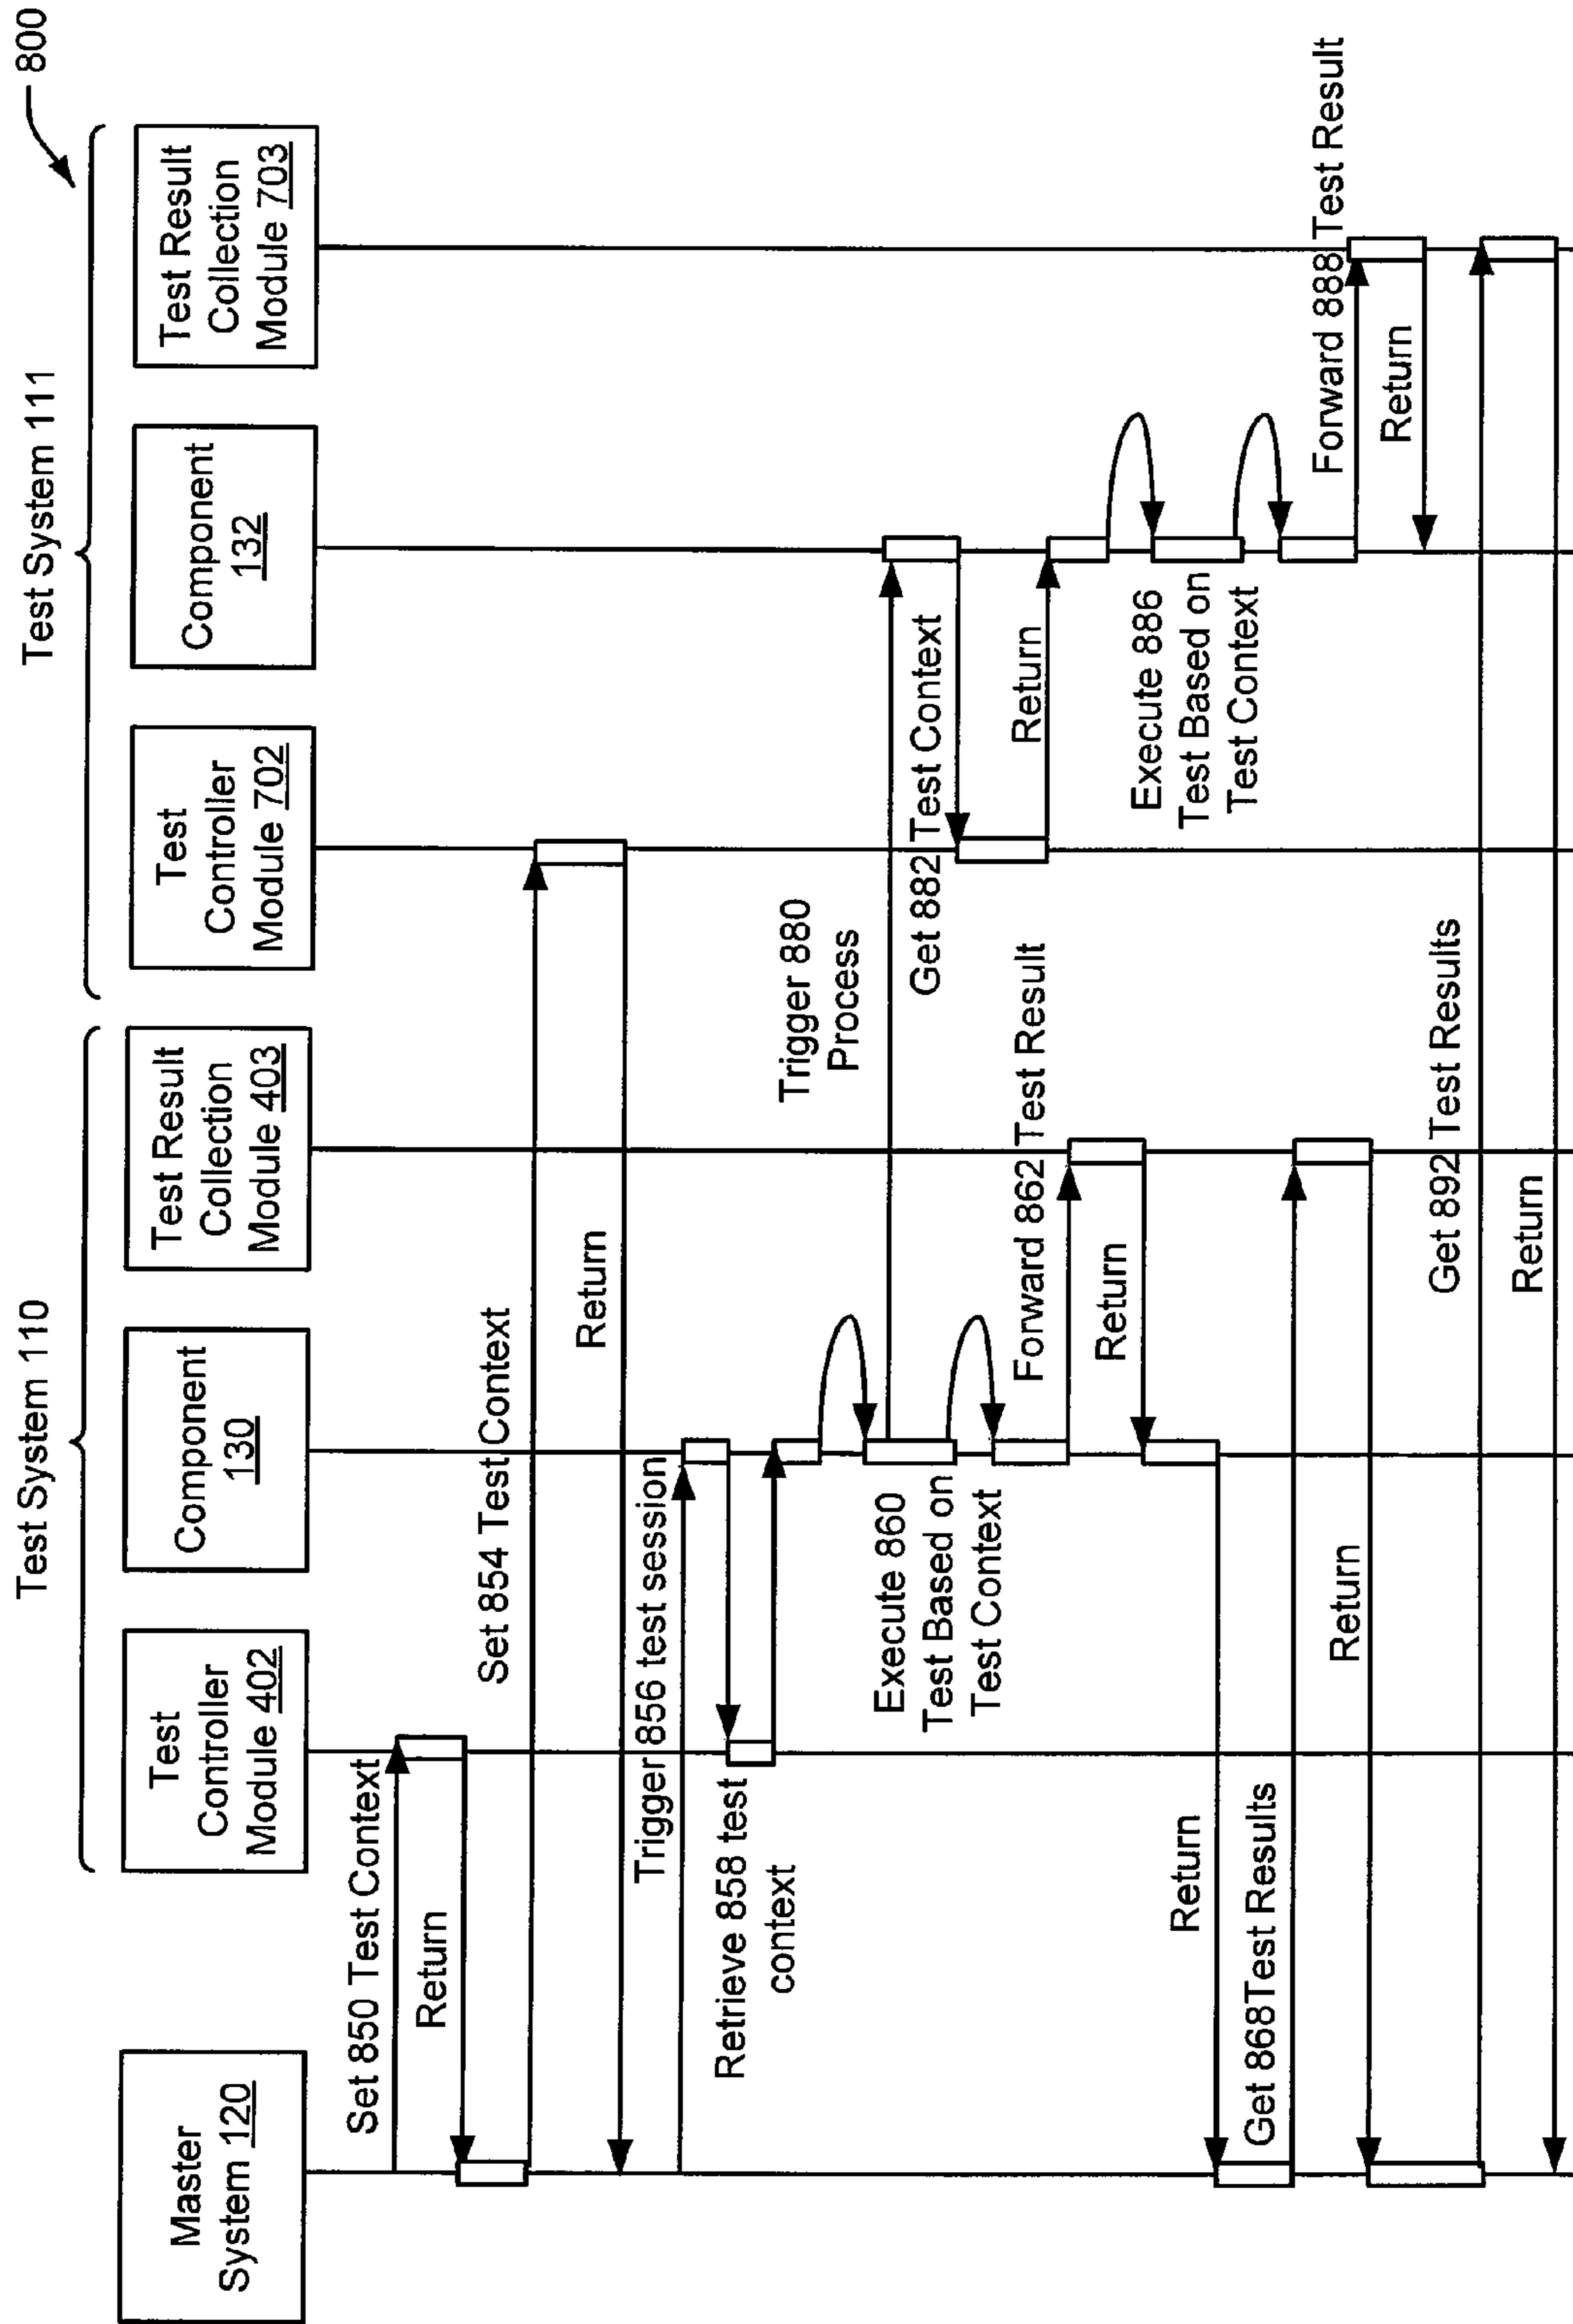 800
Test System 110
Test System 111
Master
System 120
Test
Controller
Module 402
Component
130
Test Result
Collection
Module 403
Test
Controller
Module 702
Component
132
Test Result
Collection
Module 703
Set 850 Test Context
Return
Set 854 Test Context
Return
Trigger 856 test session
Retrieve 858 test
context
Execute 860
Test Based on
Test Context
Trigger 880
Process
Get 882 Test Context
Return
Forward 862 Test Result
Return
Execute 886
Test Based on
Test Context
Return
Get 868Test Results
Return
Forward 888 Test Result
Return
Get 892 Test Results
Return